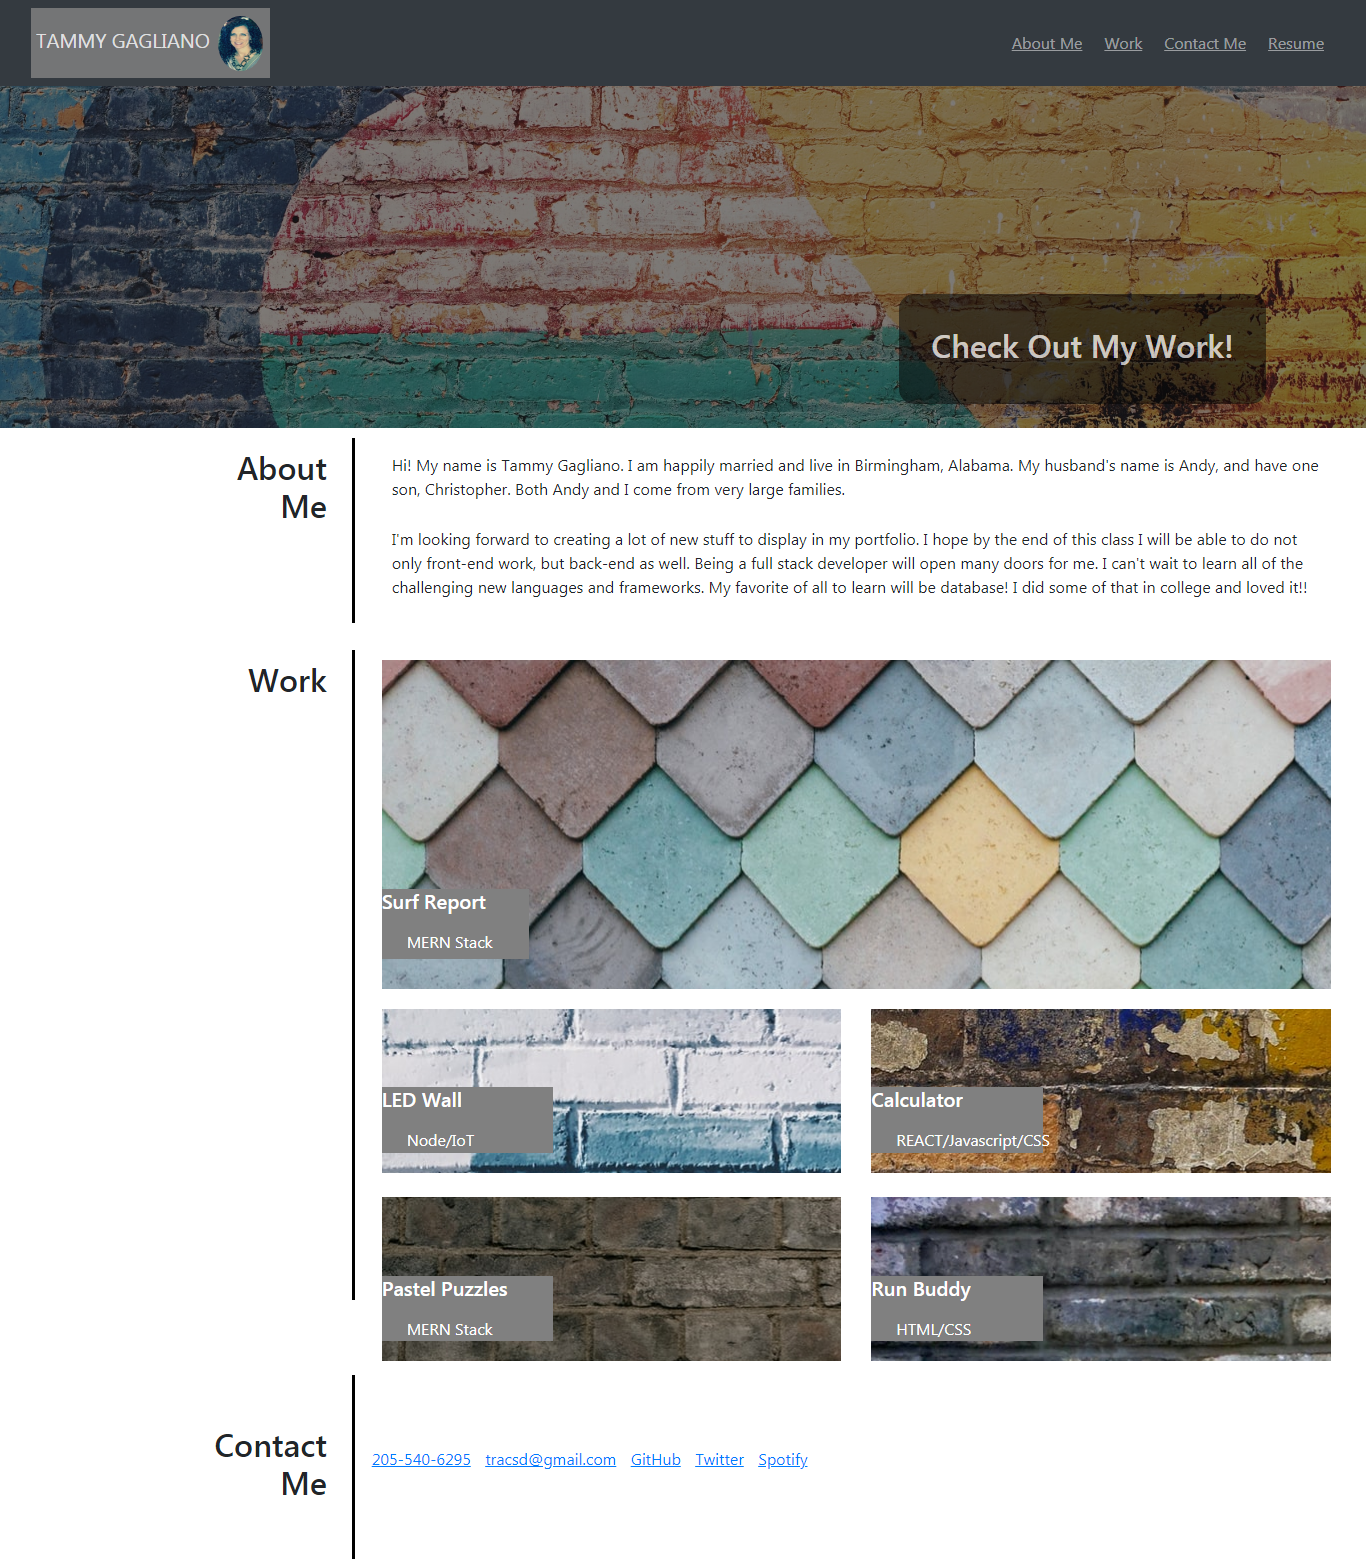 TAMMY GAGLIANO
About Me Work Contact Me Resume
Check Out My Work!
About
Me
Hi! My name is Tammy Gagliano. I am happily married and live in Birmingham, Alabama. My husband's name is Andy, and have one
son, Christopher. Both Andy and I come from very large families.
I'm looking forward to creating a lot of new stuff to display in my portfolio. I hope by the end of this class I will be able to do not
only front-end work, but back-end as well. Being a full stack developer will open many doors for me. I can't wait to learn all of the
challenging new languages and frameworks. My favorite of all to learn will be database! I did some of that in college and loved it!!
Work
Surf Report
MERN Stack
LED Wall
Node/IoT
Calculator
REACT/Javascript/CSS
Pastel Puzzles
MERN Stack
Run Buddy
HTML/CSS
Contact
Me
205-540-6295 tracsd@gmail.com GitHub Twitter Spotify